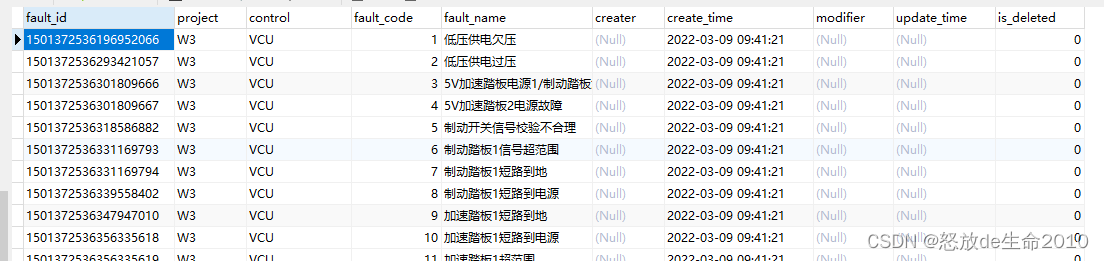 fault_id project control fault_code fault_name creater create_time modifier update_time is_deleted
1501372536196952066 W3 VCU 1 低压供电欠压 (Null) 2022-03-09 09:41:21 (Null) (Null) 0
1501372536293421057 W3 VCU 2 低压供电过压 (Null) 2022-03-09 09:41:21 (Null) (Null) 0
1501372536301809666 W3 VCU 3 5V加速踏板电源1/制动踏板 (Null) 2022-03-09 09:41:21 (Null) (Null) 0
1501372536301809667 W3 VCU 4 5V加速踏板2电源故障 (Null) 2022-03-09 09:41:21 (Null) (Null) 0
1501372536318586882 W3 VCU 5 制动开关信号校验不合理 (Null) 2022-03-09 09:41:21 (Null) (Null) 0
1501372536331169793 W3 VCU 6 制动踏板1信号超范围 (Null) 2022-03-09 09:41:21 (Null) (Null) 0
1501372536331169794 W3 VCU 7 制动踏板1短路到地 (Null) 2022-03-09 09:41:21 (Null) (Null) 0
1501372536339558402 W3 VCU 8 制动踏板1短路到电源 (Null) 2022-03-09 09:41:21 (Null) (Null) 0
1501372536347947010 W3 VCU 9 加速踏板1短路到地 (Null) 2022-03-09 09:41:21 (Null) (Null) 0
1501372536356335618 W3 VCU 10 加速踏板1短路到电源 (Null) 2022-03-09 09:41:21 (Null) (Null) 0
1501372536356335619 W3 VCU 11 加速踏板1超范围 (Null) 2022-03-09 09:41:21 (Null) (Null) 0
CSDN @怒放de生命2010